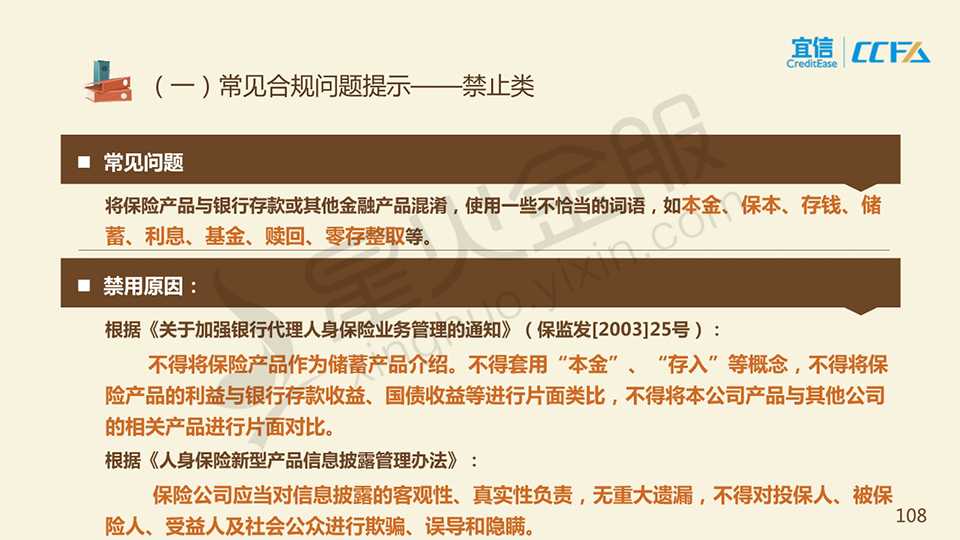 宜信
CreditEase
CCFA
（一）常见合规问题提示——禁止类
常见问题
将保险产品与银行存款或其他金融产品混淆，使用一些不恰当的词语，如本金、保本、存钱、储
蓄、利息、基金、赎回、零存整取等。
禁用原因：
根据《关于加强银行代理人身保险业务管理的通知》（保监发[2003]25号）：
不得将保险产品作为储蓄产品介绍。不得套用“本金”、“存入”等概念，不得将保
险产品的利益与银行存款收益、国债收益等进行片面类比，不得将本公司产品与其他公司
的相关产品进行片面对比。
根据《人身保险新型产品信息披露管理办法》：
保险公司应当对信息披露的客观性、真实性负责，无重大遗漏，不得对投保人、被保
险人、受益人及社会公众进行欺骗、误导和隐瞒。
108
星火金服
xinghuo.yixin.com